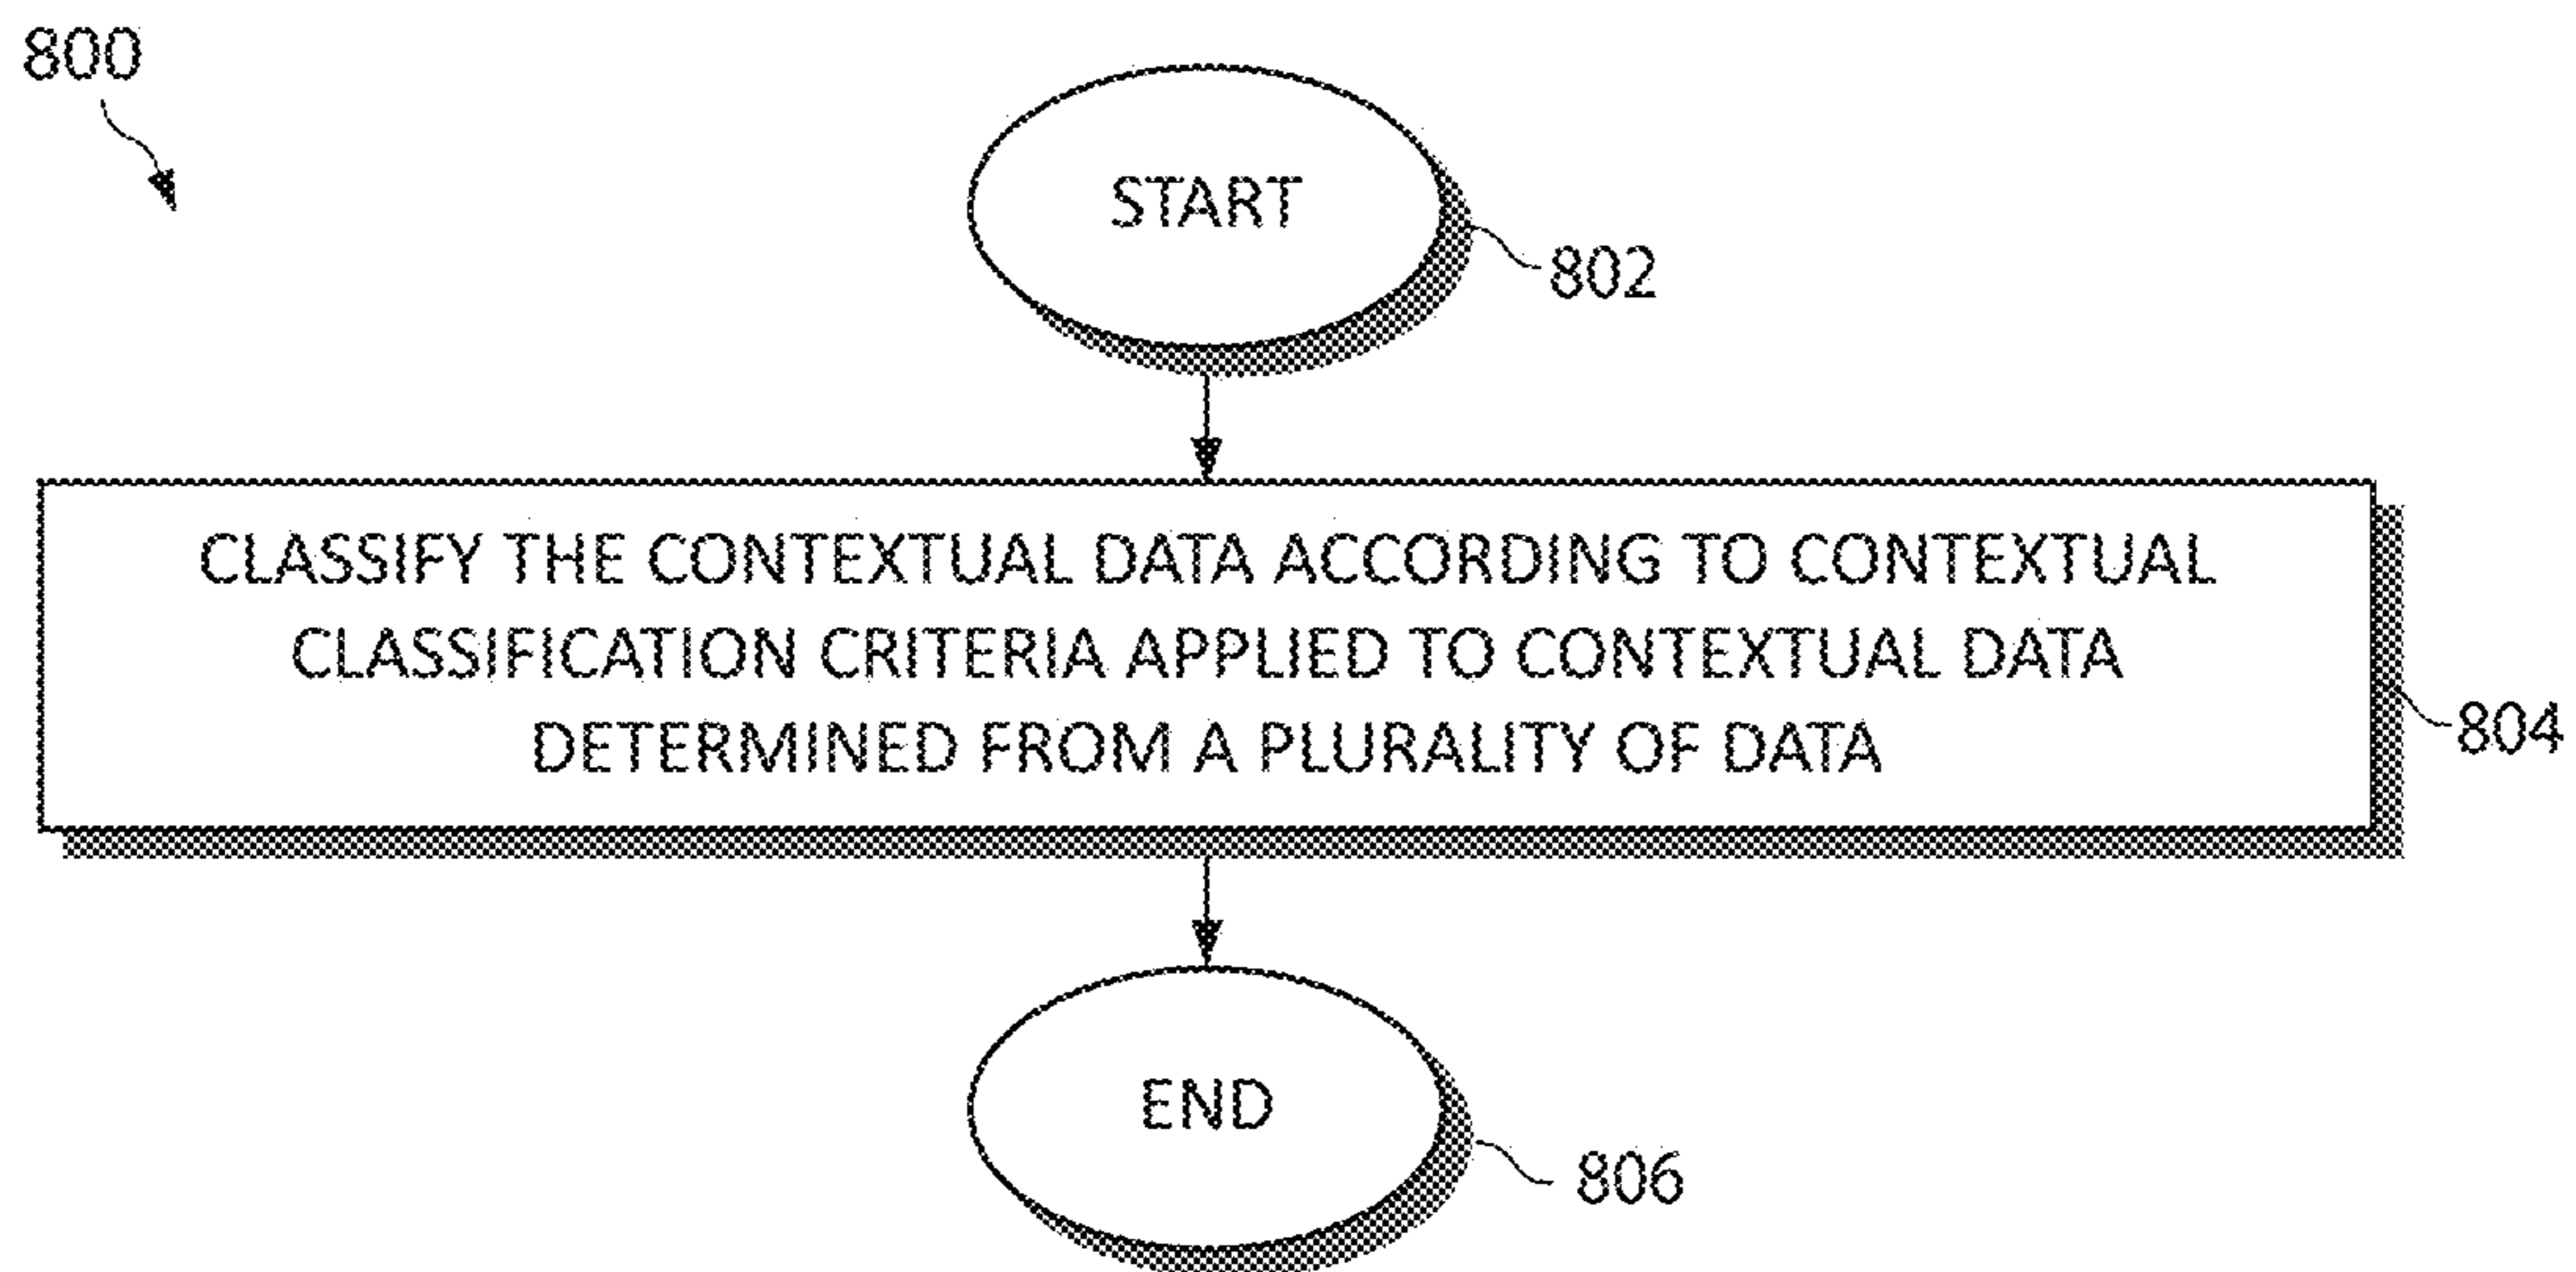 800
START
802
CLASSIFY THE CONTEXTUAL DATA ACCORDING TO CONTEXTUAL
CLASSIFICATION CRITERIA APPLIED TO CONTEXTUAL DATA
DETERMINED FROM A PLURALITY OF DATA
804
END
806